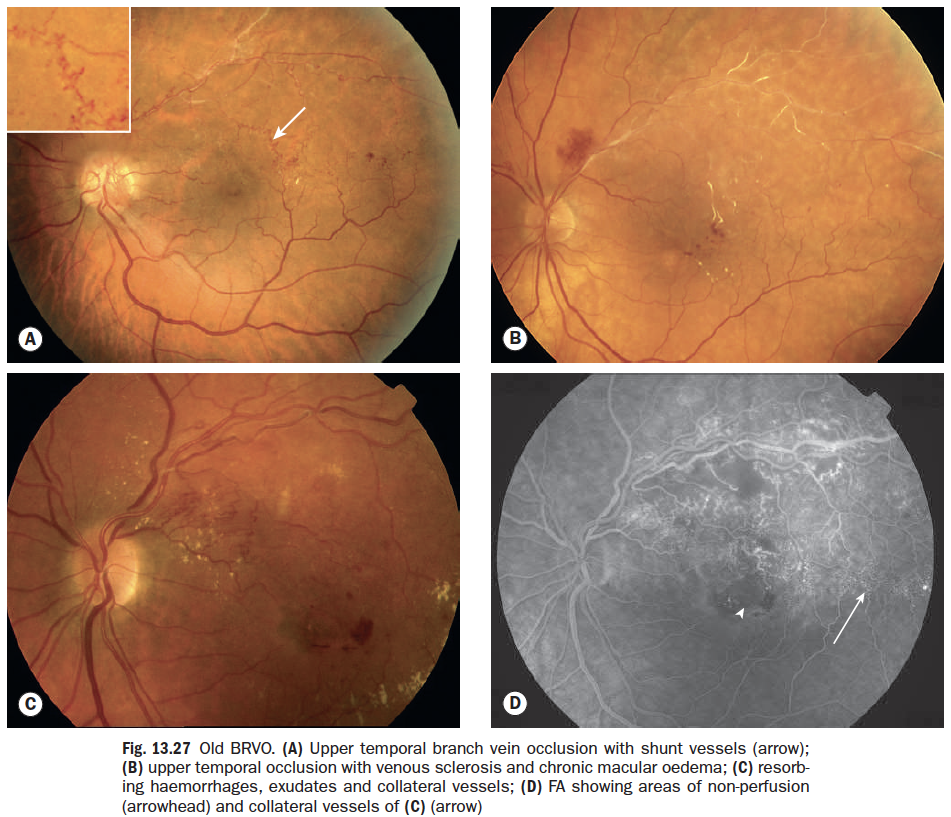 A
B
C
D
Fig. 13.27 Old BRVO. (A) Upper temporal branch vein occlusion with shunt vessels (arrow);
(B) upper temporal occlusion with venous sclerosis and chronic macular oedema; (C) resorb-
ing haemorrhages, exudates and collateral vessels; (D) FA showing areas of non-perfusion
(arrowhead) and collateral vessels of (C) (arrow)